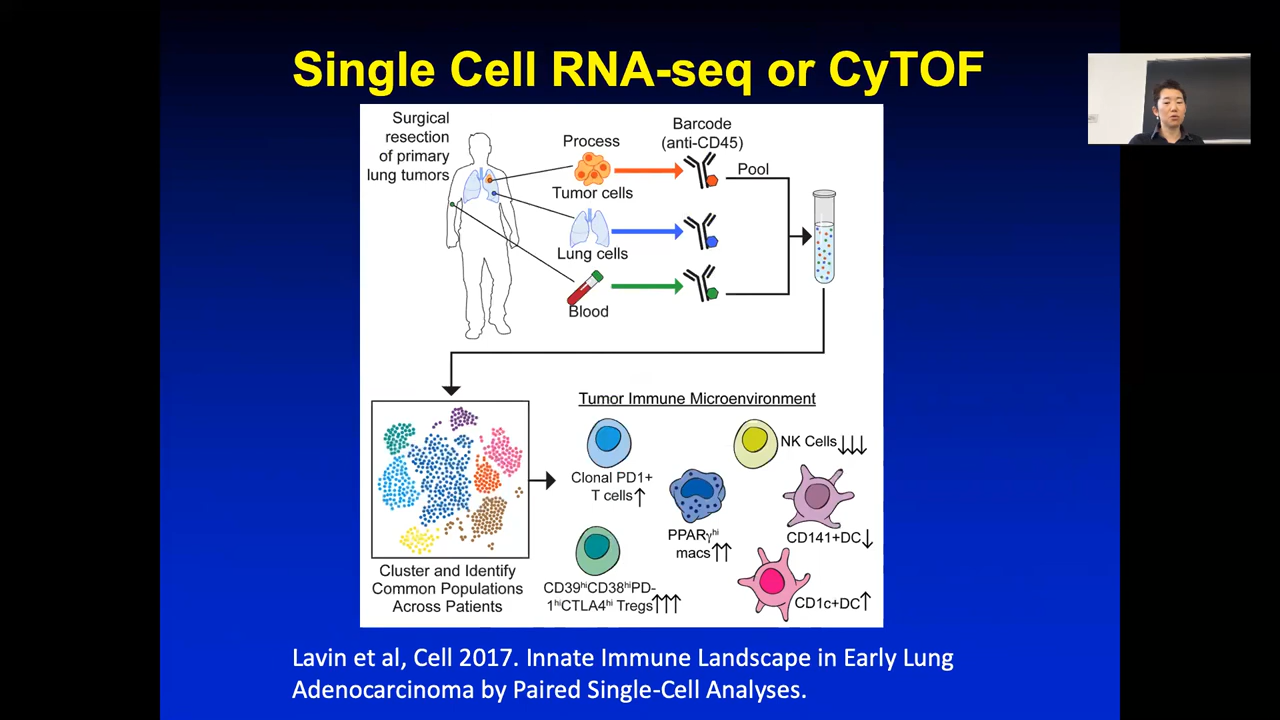 Single Cell RNA-seq or CyTOF
Surgical
resection
of primary
lung tumors
Process
Tumor cells
Lung cells
Blood
Barcode
(anti-CD45)
Pool
Cluster and Identify
Common Populations
Across Patients
Tumor Immune Microenvironment
Clonal PD1+
T cells↑
NK Cells↓↓↓
PPARγhi
macs↑↑
CD141+DC↓
CD39hiCD38hiPD-
1hiCTLA4hi Tregs↑↑↑
CD1c+DC↑
Lavin et al, Cell 2017. Innate Immune Landscape in Early Lung
Adenocarcinoma by Paired Single-Cell Analyses.